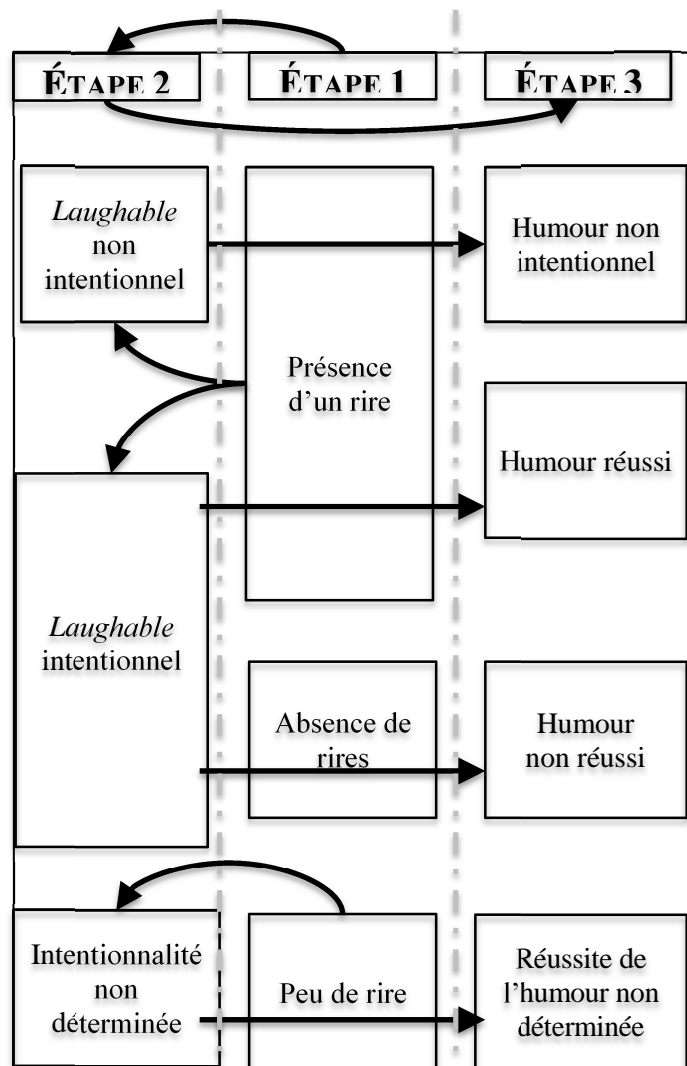 ÉTAPE 2
ÉTAPE 1
ÉTAPE 3
Laughable
non
intentionnel
Humour non
intentionnel
Présence
d’un rire
Humour réussi
Laughable
intentionnel
Absence de
rires
Humour
non réussi
Intentionnalité
non
déterminée
Peu de rire
Réussite de
l’humour non
déterminée